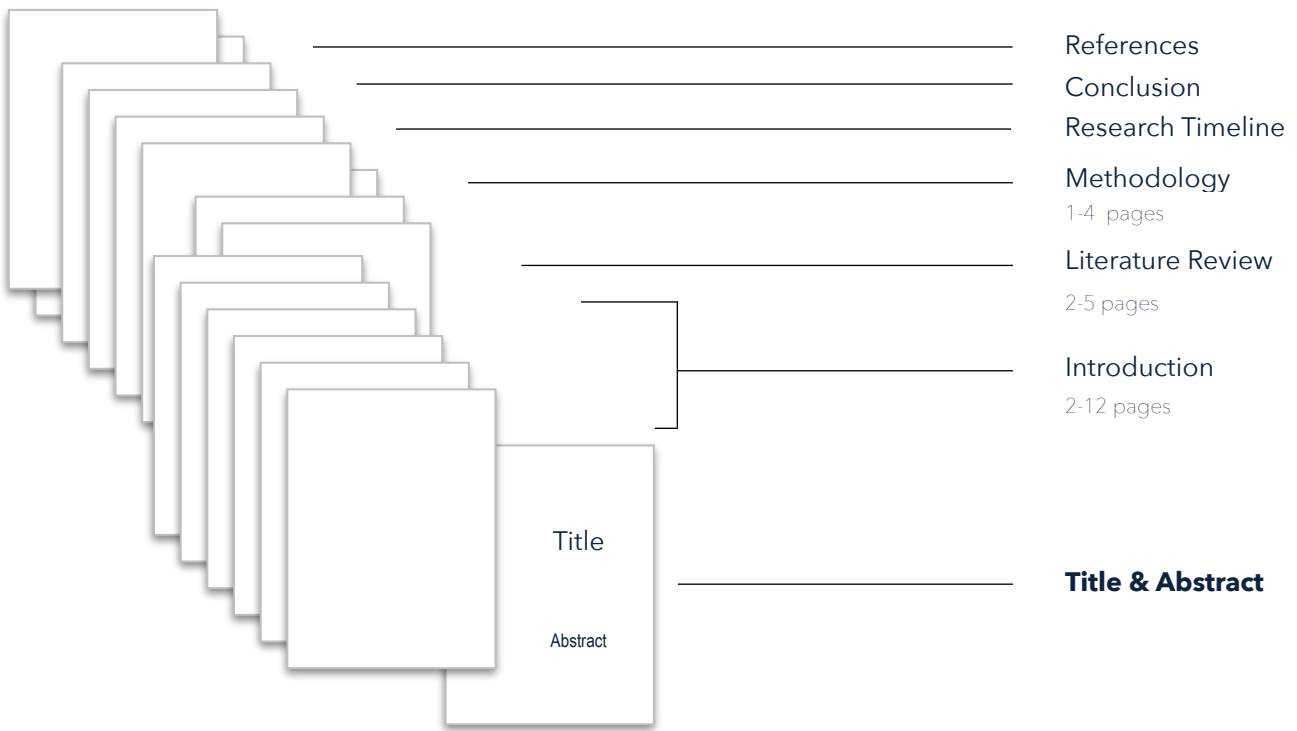 References
Conclusion
Research Timeline
Methodology
1-4 pages
Literature Review
2-5 pages
Introduction
2-12 pages
Title
Title & Abstract
Abstract